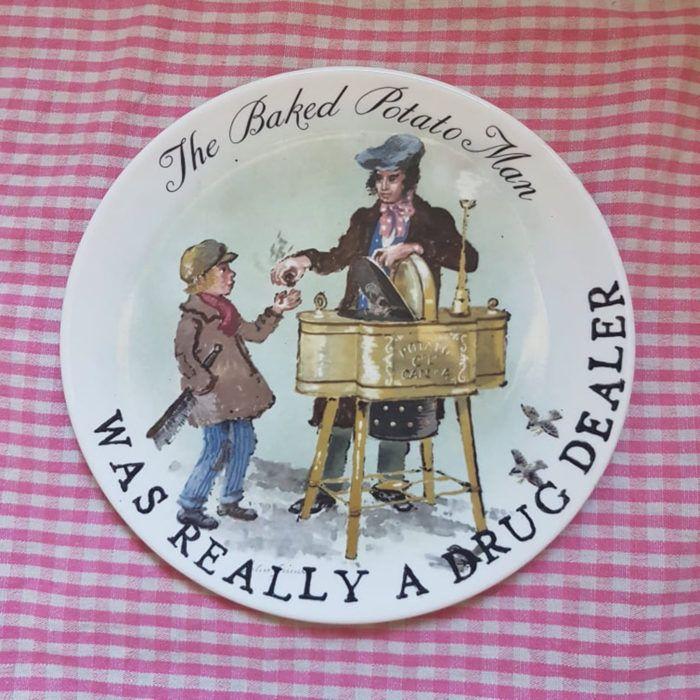 The Baked Potato Man
WAS REALLY A DRUG DEALER